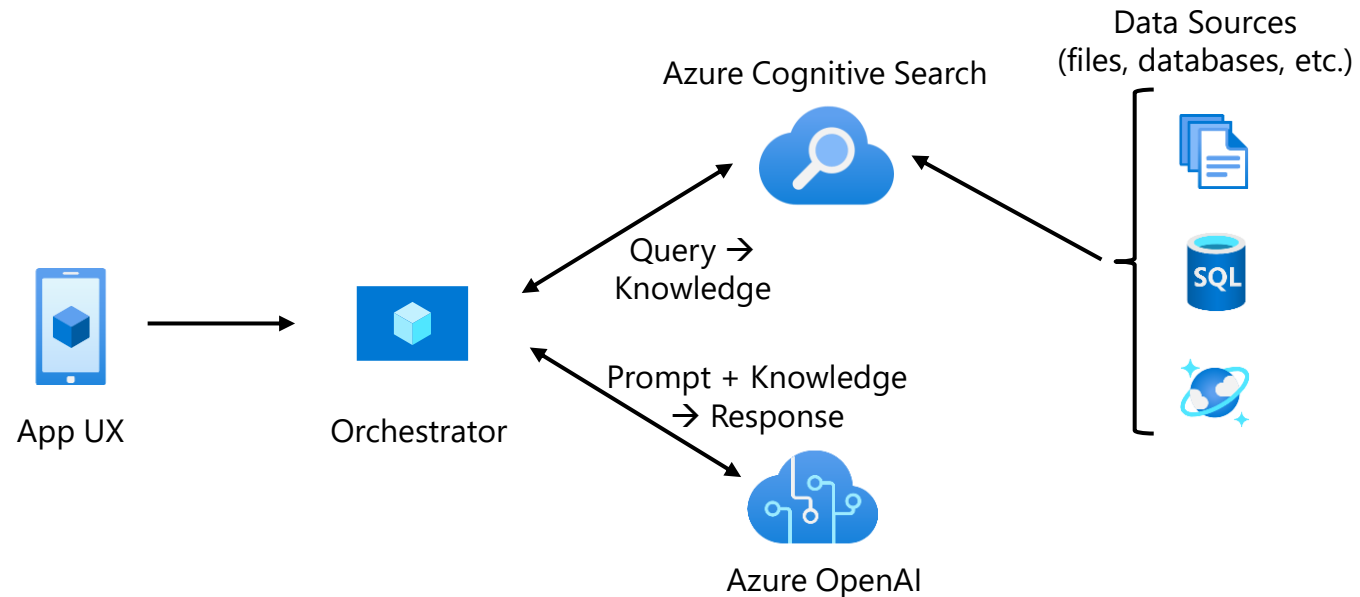 Data Sources
(files, databases, etc.)
Azure Cognitive Search
SQL
Query →
Knowledge
Prompt + Knowledge
→ Response
App UX
Orchestrator
Azure OpenAI